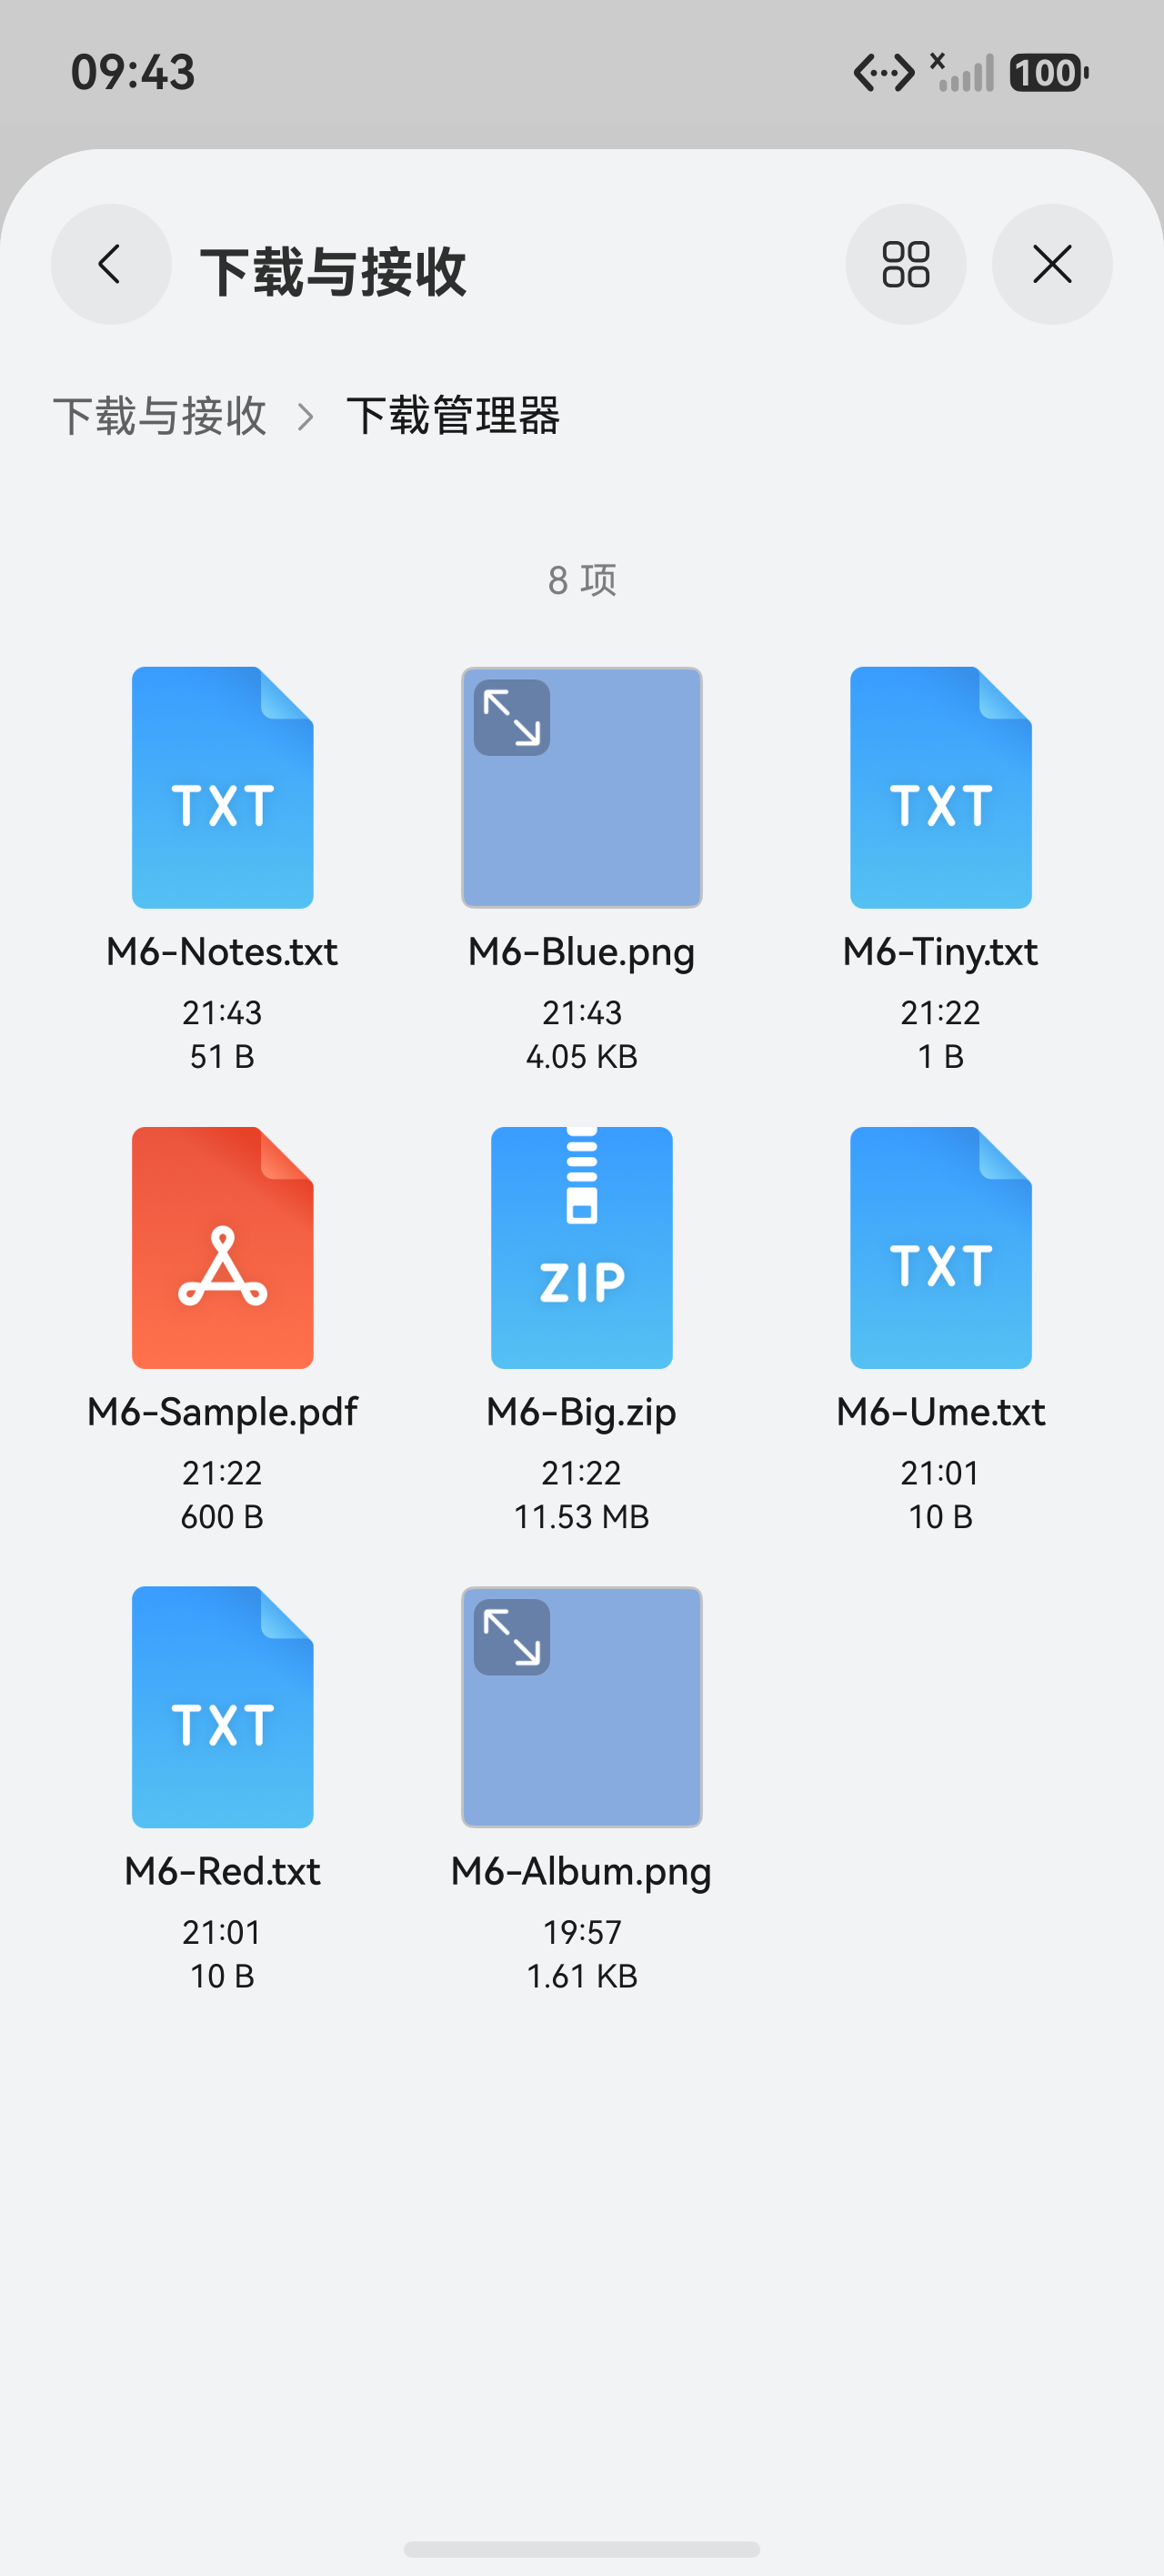 09:43
100
下载与接收
下载与接收 > 下载管理器
8 项
TXT
TXT
M6-Notes.txt
M6-Blue.png
M6-Tiny.txt
21:43
21:43
21:22
51 B
4.05 KB
1 B
ZIP
TXT
M6-Sample.pdf
M6-Big.zip
M6-Ume.txt
21:22
21:22
21:01
600 B
11.53 MB
10 B
TXT
M6-Red.txt
M6-Album.png
21:01
19:57
10 B
1.61 KB